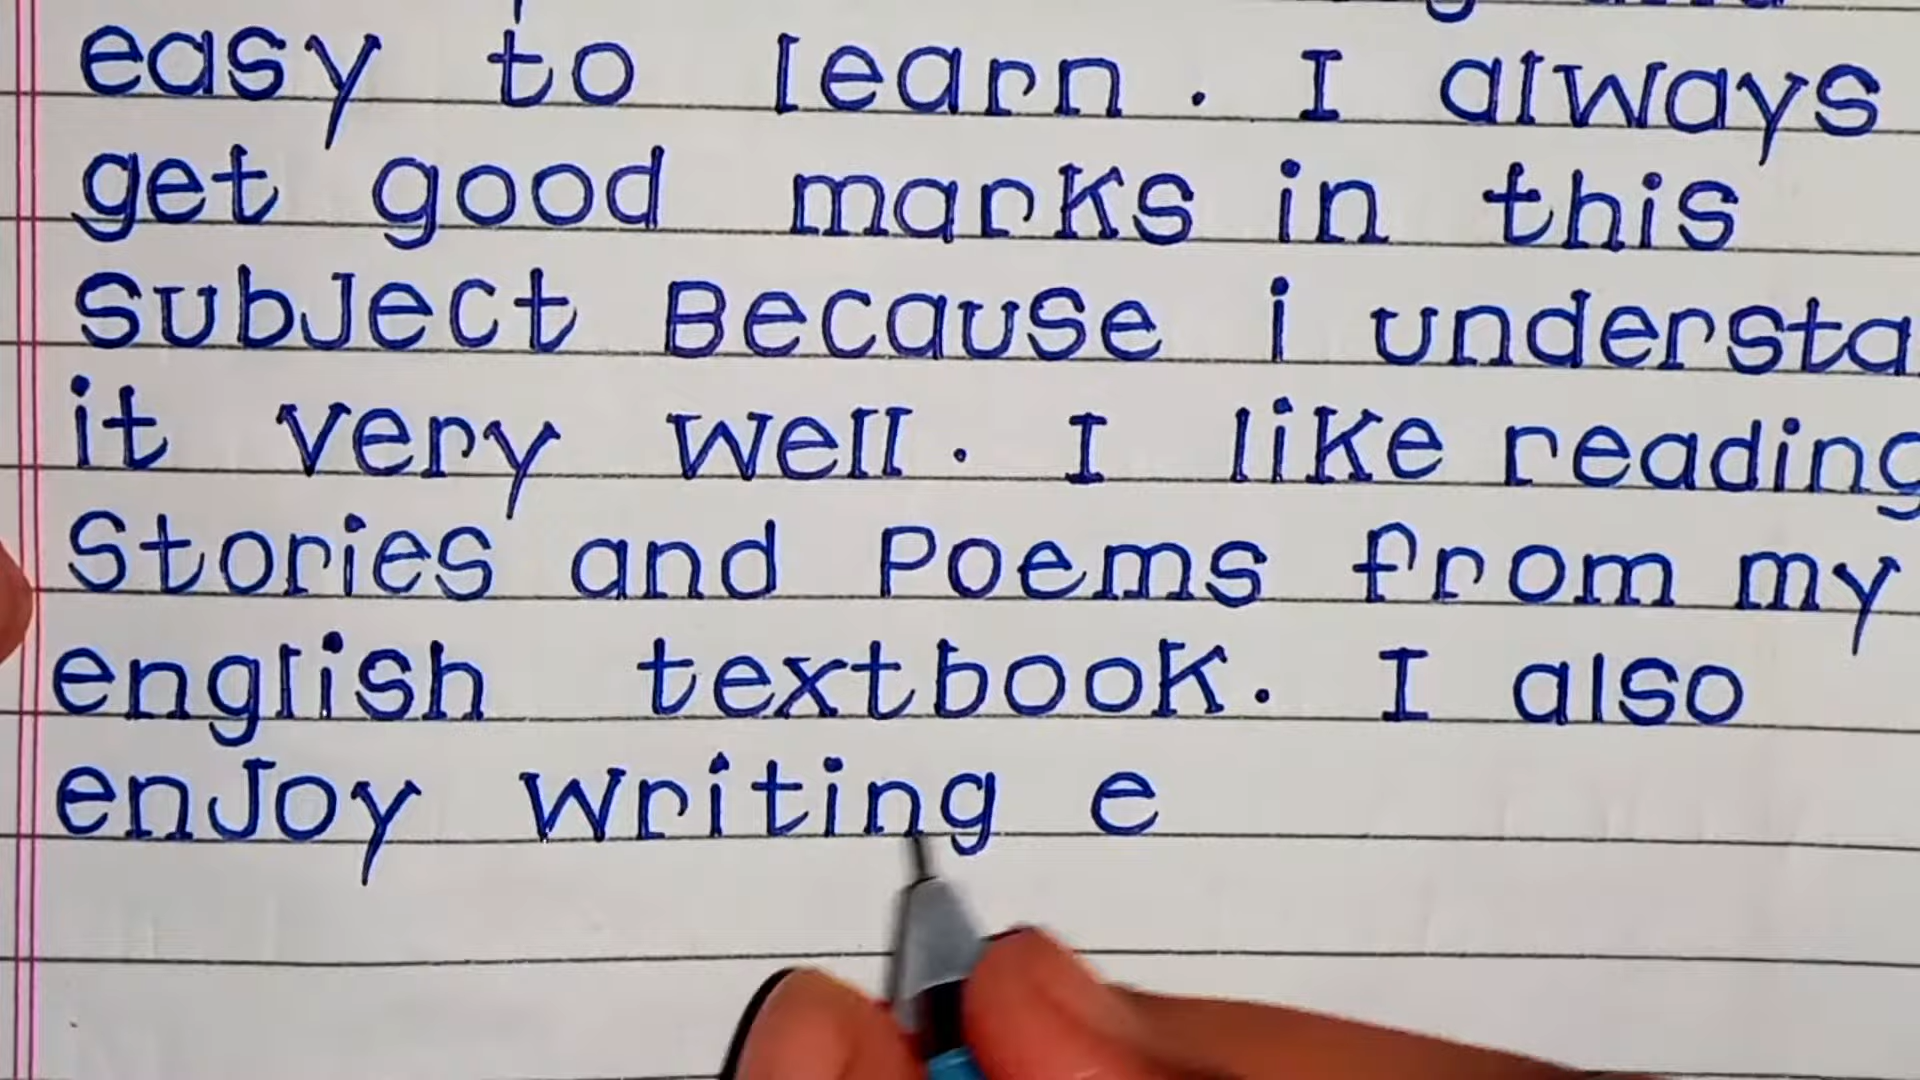 easy to learn. I always
get good marks in this
SubJect Because i understa
it very well. I like reading
Stories and Poems from my
english textbook. I also
enJoy writing e